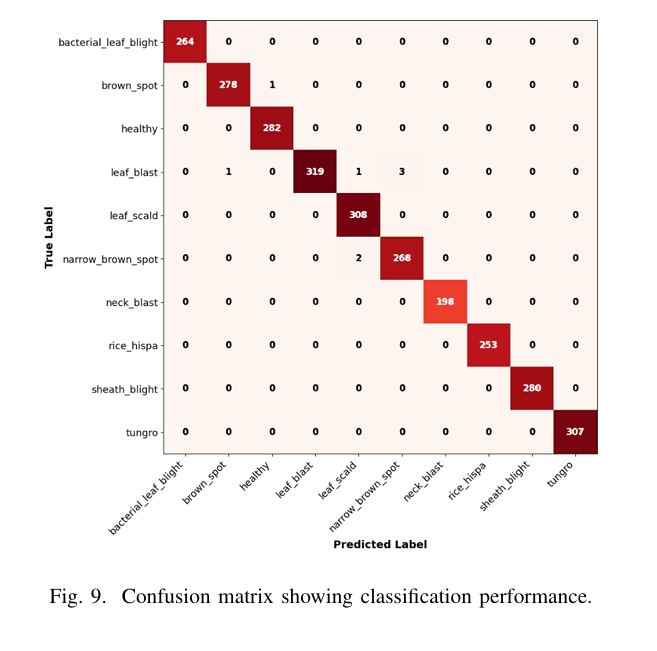 bacterial_leaf_blight 264 0 0 0 0 0 0 0 0 0
brown_spot 0 278 1 0 0 0 0 0 0 0
healthy 0 0 282 0 0 0 0 0 0 0
leaf_blast 0 1 0 319 1 3 0 0 0 0
leaf_scald 0 0 0 0 308 0 0 0 0 0
narrow_brown_spot 0 0 0 0 2 268 0 0 0 0
neck_blast 0 0 0 0 0 0 198 0 0 0
rice_hispa 0 0 0 0 0 0 0 253 0 0
sheath_blight 0 0 0 0 0 0 0 0 280 0
tungro 0 0 0 0 0 0 0 0 0 307
True Label
bacterial_leaf_blight
brown_spot
healthy
leaf_blast
leaf_scald
narrow_brown_spot
neck_blast
rice_hispa
sheath_blight
tungro
Predicted Label
Fig. 9. Confusion matrix showing classification performance.